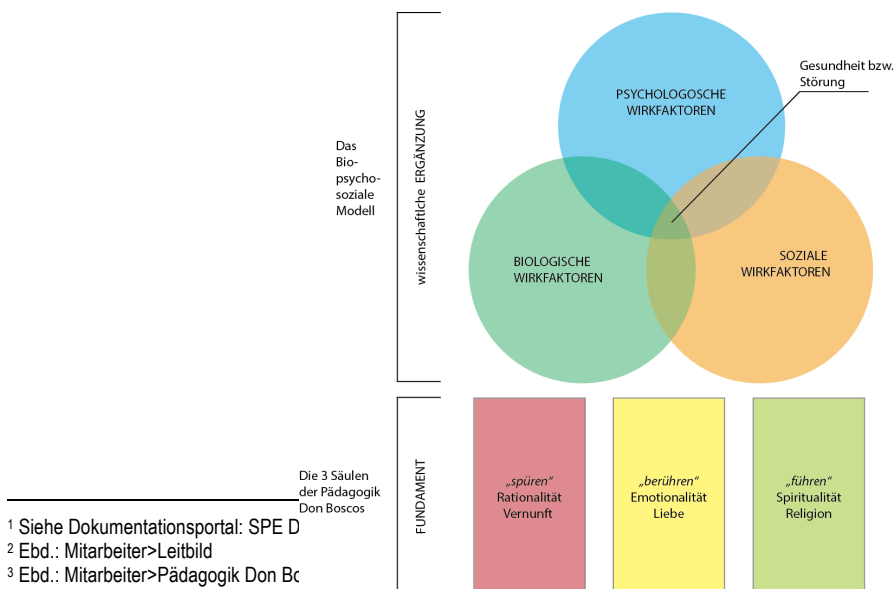 PSYCHOLOGOSCHE
WIRKFAKTOREN
Gesundheit bzw.
Störung
Das
Bio-
psycho-
soziale
Modell
wissenschaftliche ERGÄNZUNG
BIOLOGISCHE
WIRKFAKTOREN
SOZIALE
WIRKFAKTOREN
Die 3 Säulen
der Pädagogik
Don Boscos
FUNDAMENT
„spüren“
Rationalität
Vernunft
„berühren“
Emotionalität
Liebe
„führen“
Spiritualität
Religion
1 Siehe Dokumentationsportal: SPE D
2 Ebd.: Mitarbeiter>Leitbild
3 Ebd.: Mitarbeiter>Pädagogik Don Bo